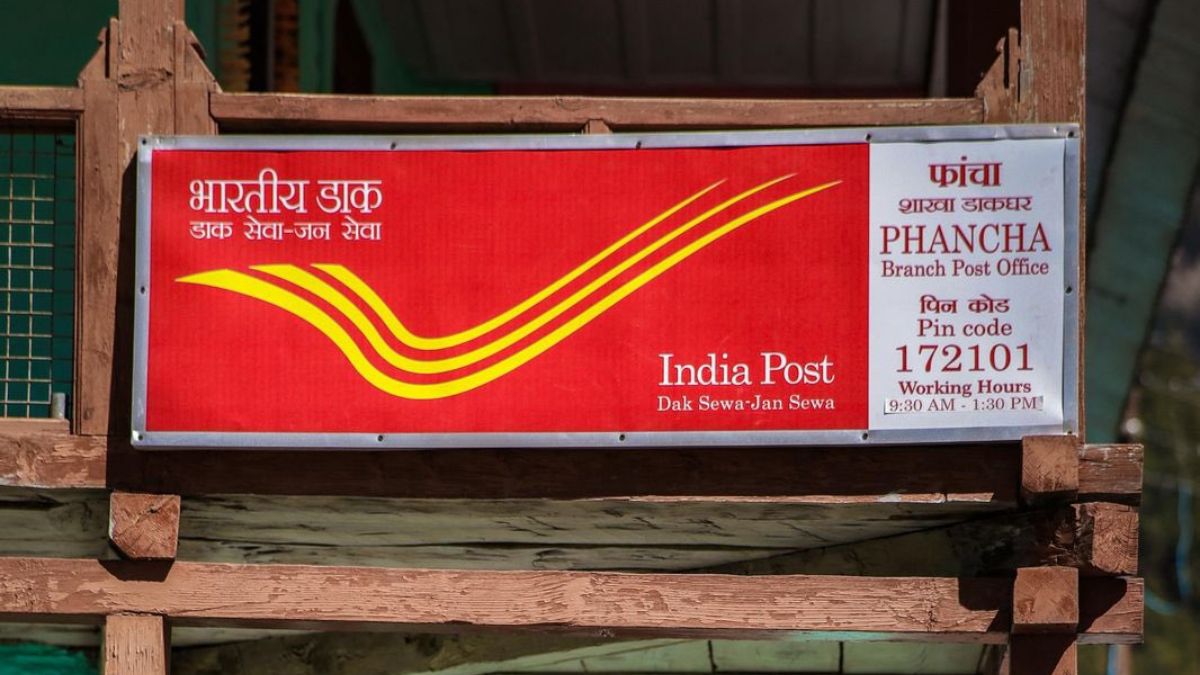 भारतीय डाक
डाक सेवा-जन सेवा
India Post
Dak Sewa-Jan Sewa
फांचा
शाखा डाकघर
PHANCHA
Branch Post Office
पिन कोड
Pin code
172101
Working Hours
9:30 AM - 1:30 PM